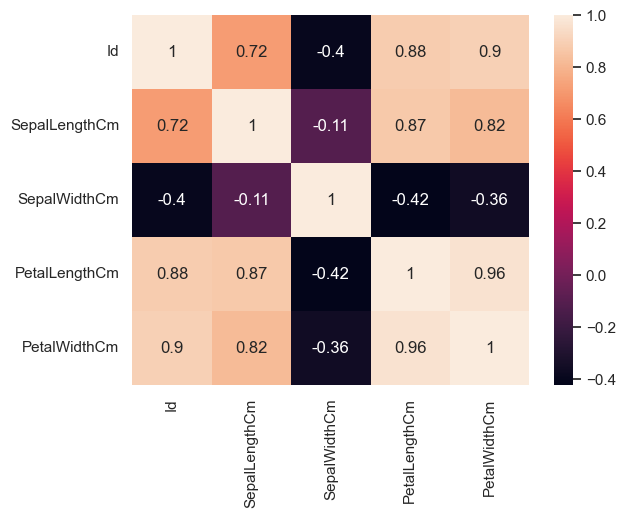 Id 1 0.72 -0.4 0.88 0.9
SepalLengthCm 0.72 1 -0.11 0.87 0.82
SepalWidthCm -0.4 -0.11 1 -0.42 -0.36
PetalLengthCm 0.88 0.87 -0.42 1 0.96
PetalWidthCm 0.9 0.82 -0.36 0.96 1
Id
SepalLengthCm
SepalWidthCm
PetalLengthCm
PetalWidthCm
1.0
0.8
0.6
0.4
0.2
0.0
−0.2
−0.4